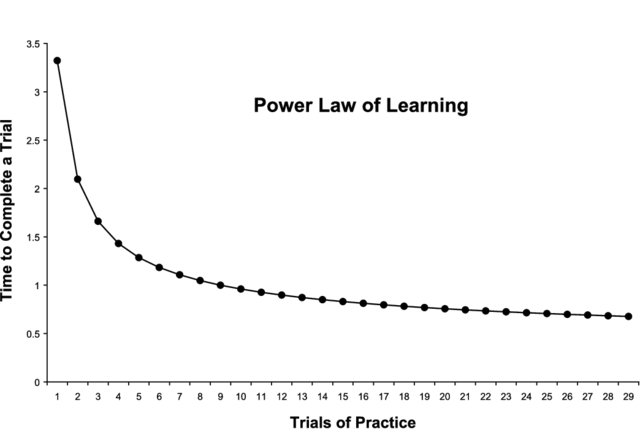 Power Law of Learning
Time to Complete a Trial
3.5
3
2.5
2
1.5
1
0.5
0
1 2 3 4 5 6 7 8 9 10 11 12 13 14 15 16 17 18 19 20 21 22 23 24 25 26 27 28 29
Trials of Practice